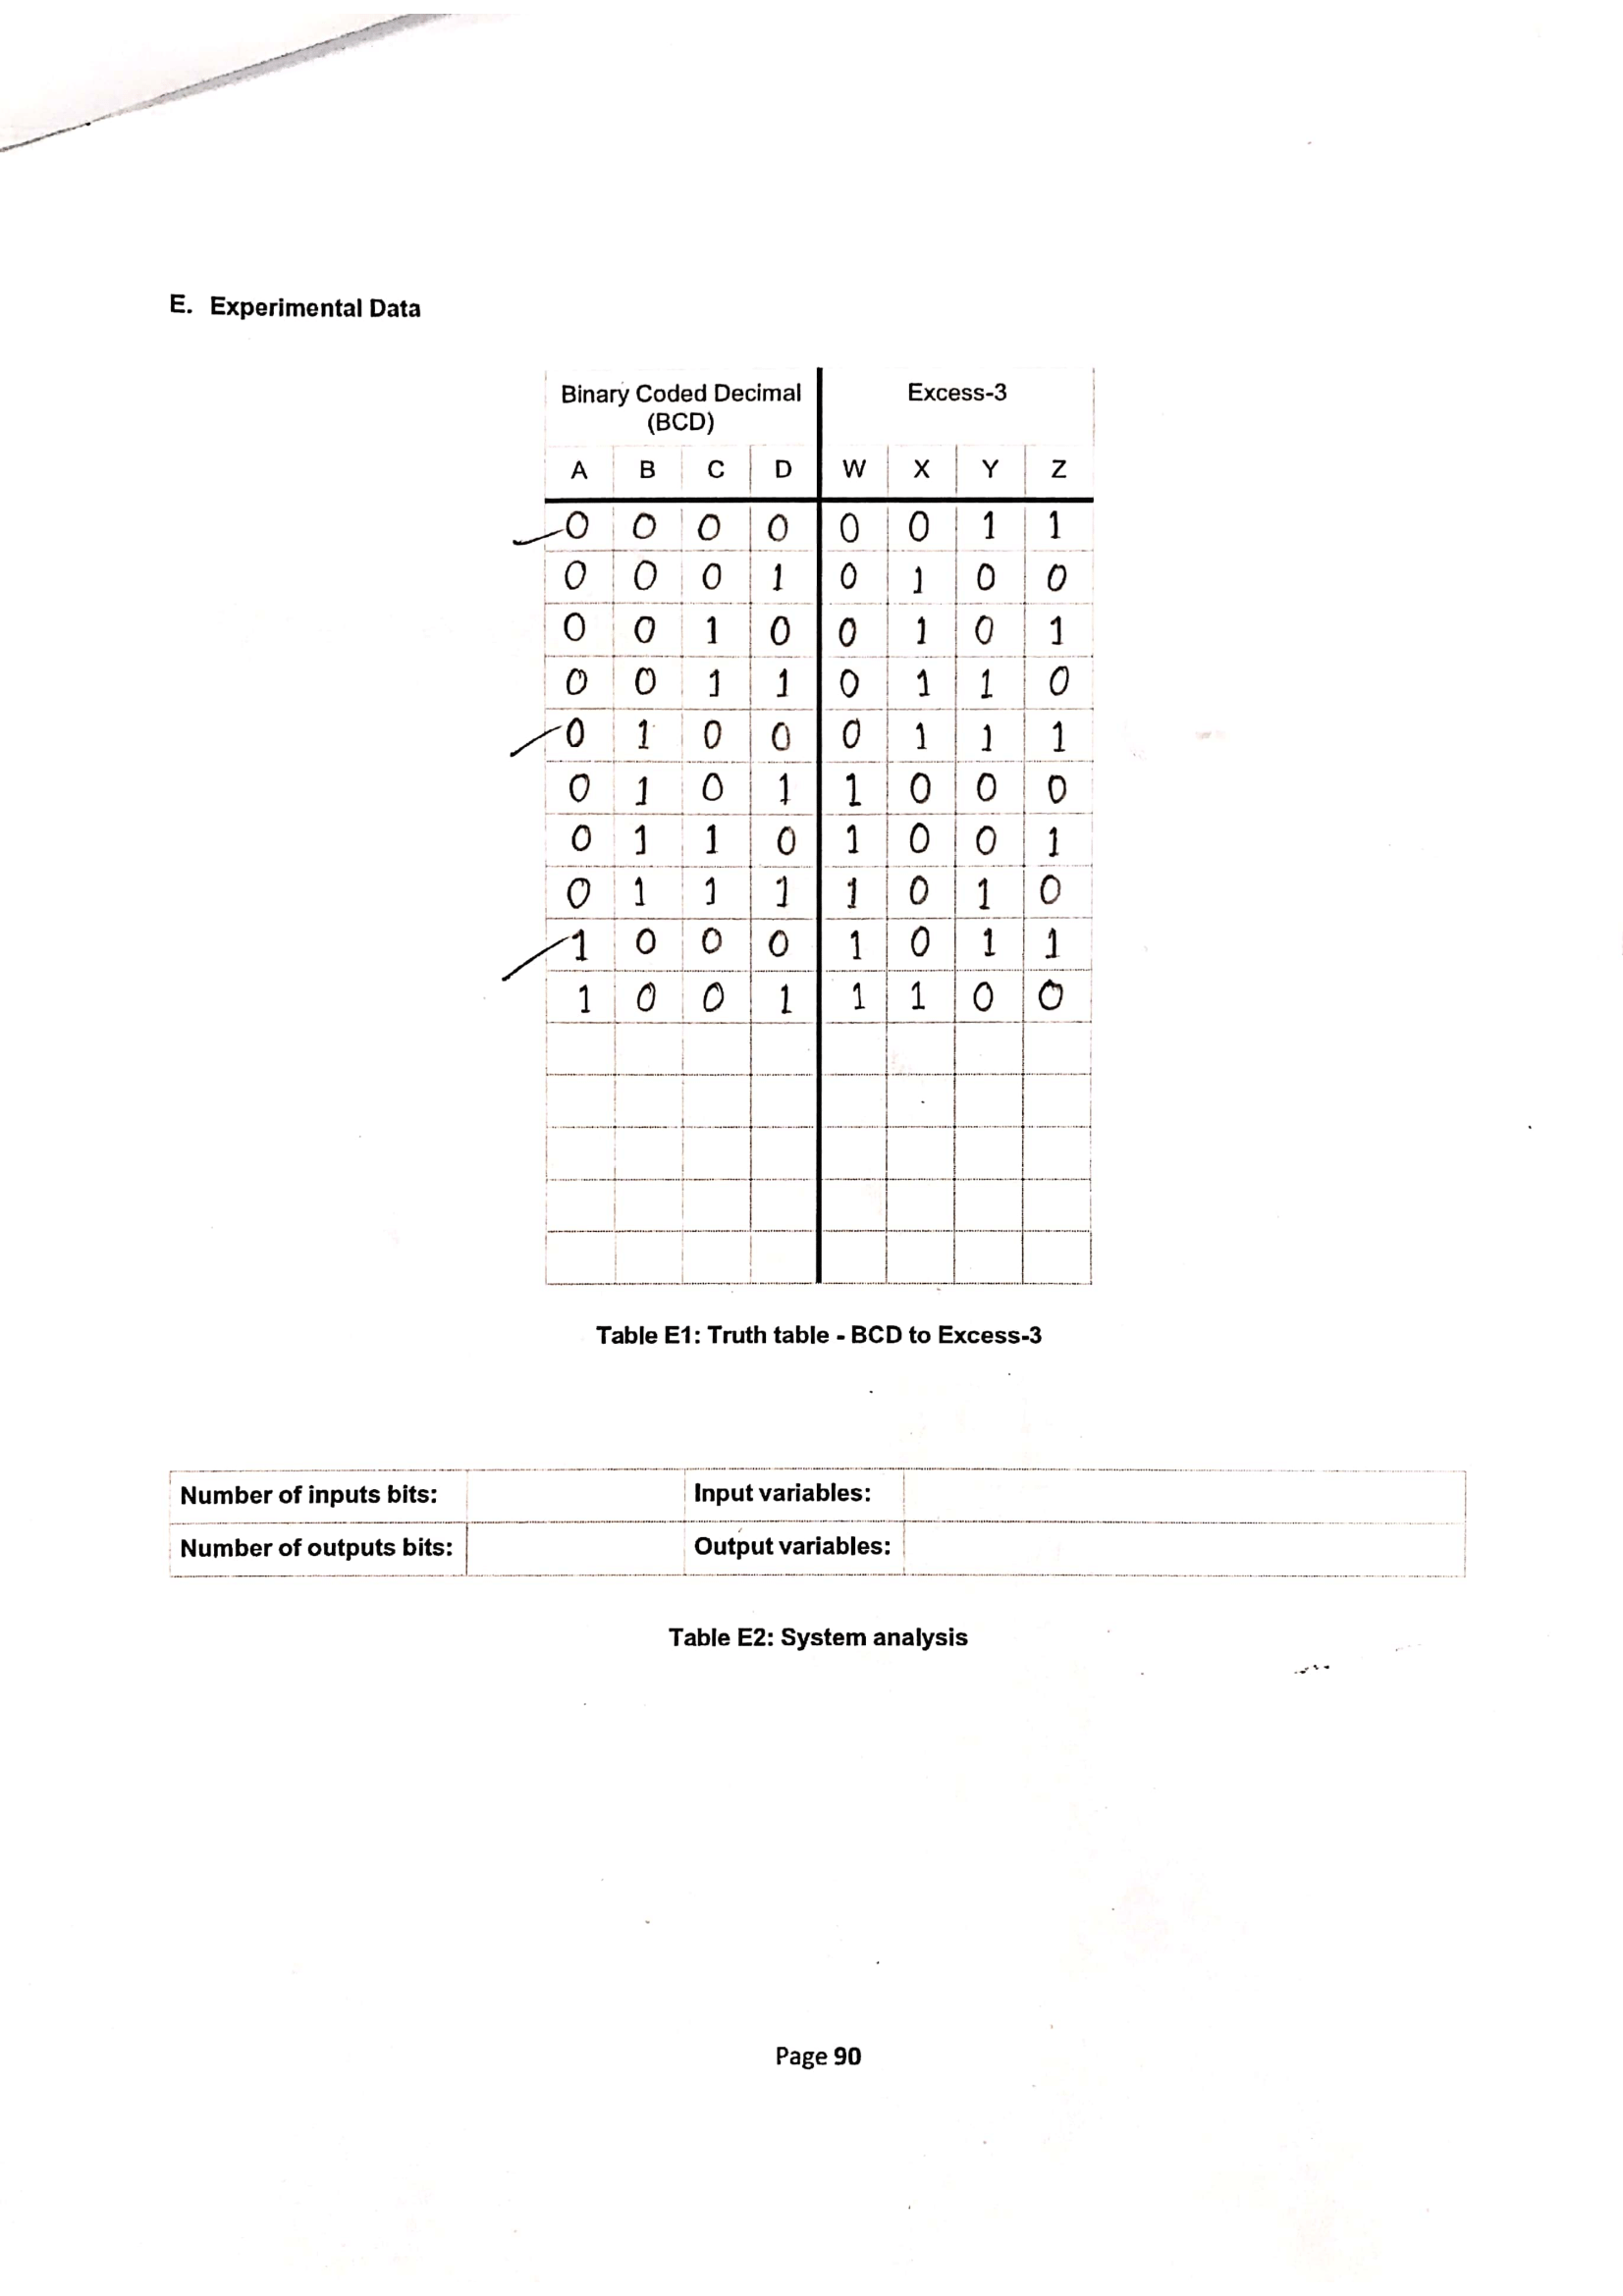 E. Experimental Data
Binary Coded Decimal Excess-3
(BCD)
A B C D W X Y Z
0 0 0 0 0 0 1 1
0 0 0 1 0 1 0 0
0 0 1 0 0 1 0 1
0 0 1 1 0 1 1 0
0 1 0 0 0 1 1 1
0 1 0 1 1 0 0 0
0 1 1 0 1 0 0 1
0 1 1 1 1 0 1 0
1 0 0 0 1 0 1 1
1 0 0 1 1 1 0 0
Table E1: Truth table - BCD to Excess-3
Number of inputs bits: Input variables:
Number of outputs bits: Output variables:
Table E2: System analysis
Page 90